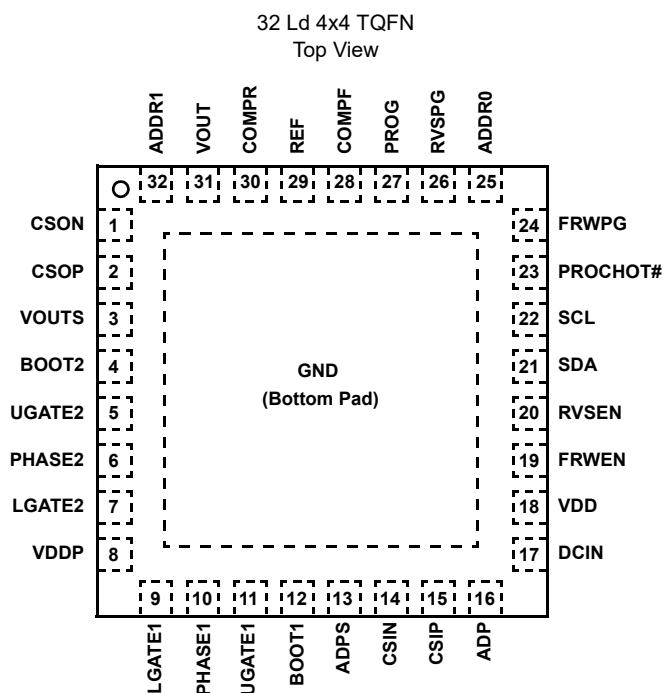 32 Ld 4x4 TQFN
Top View
ADDR1 VOUT COMPR REF COMPF PROG RVSPG ADDR0
32 31 30 29 28 27 26 25
CSON 1 24 FRWPG
CSOP 2 23 PROCHOT#
VOUTS 3 22 SCL
BOOT2 4 21 SDA
GND
(Bottom Pad)
UGATE2 5 20 RVSEN
PHASE2 6 19 FRWEN
LGATE2 7 18 VDD
VDDP 8 17 DCIN
9 10 11 12 13 14 15 16
LGATE1 PHASE1 UGATE1 BOOT1 ADPS CSIN CSIP ADP